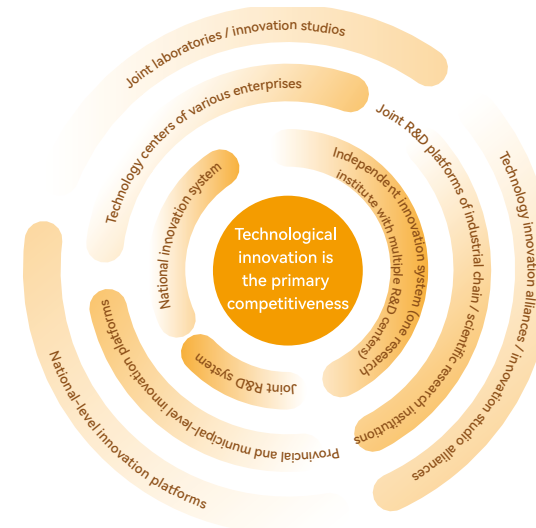 Joint laboratories / innovation studios
Technology centers of various enterprises
National innovation system
Technological
innovation is
the primary
competitiveness
Independent innovation system (one research
institute with multiple R&D centers)
Joint R&D platforms of industrial chain / scientific research institutions
Technology innovation alliances / innovation studio alliances
Joint R&D system
Provincial and municipal-level innovation platforms
National-level innovation platforms